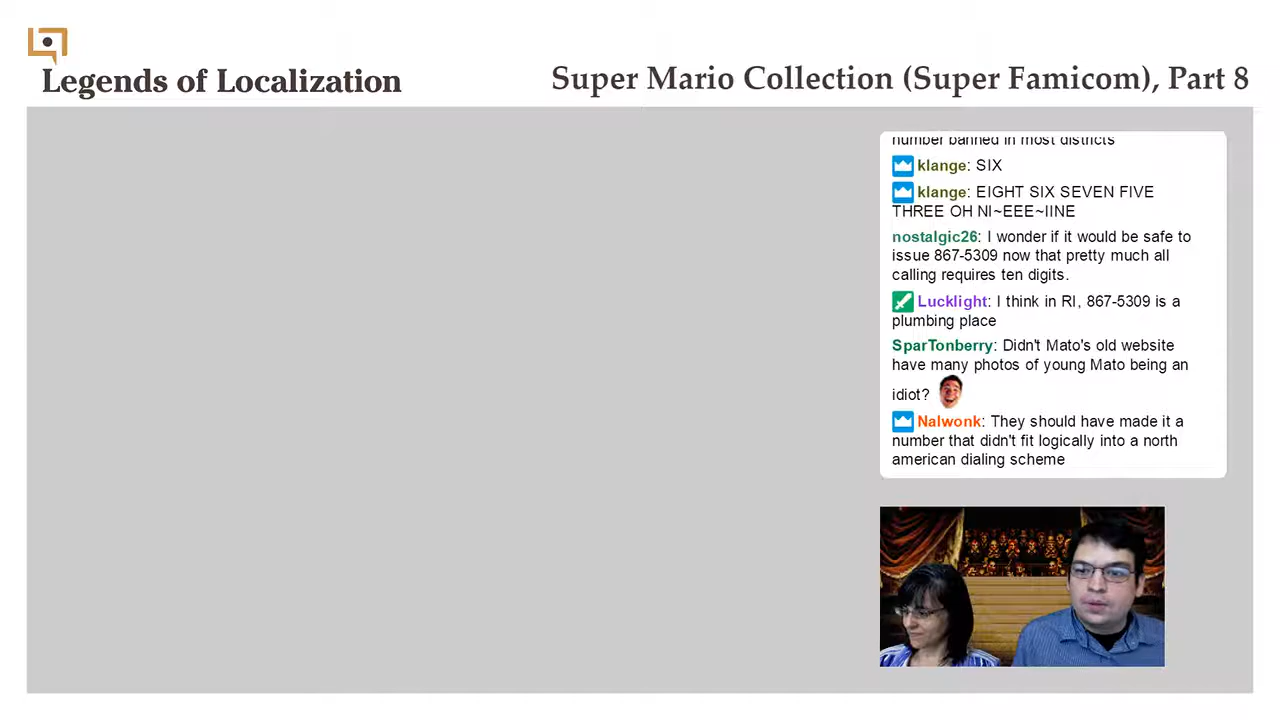 Legends of Localization
Super Mario Collection (Super Famicom), Part 8
number banned in most districts
klange: SIX
klange: EIGHT SIX SEVEN FIVE
THREE OH NI~EEE~IINE
nostalgic26: I wonder if it would be safe to
issue 867-5309 now that pretty much all
calling requires ten digits.
Lucklight: I think in RI, 867-5309 is a
plumbing place
SparTonberry: Didn't Mato's old website
have many photos of young Mato being an
idiot?
Nalwonk: They should have made it a
number that didn't fit logically into a north
american dialing scheme